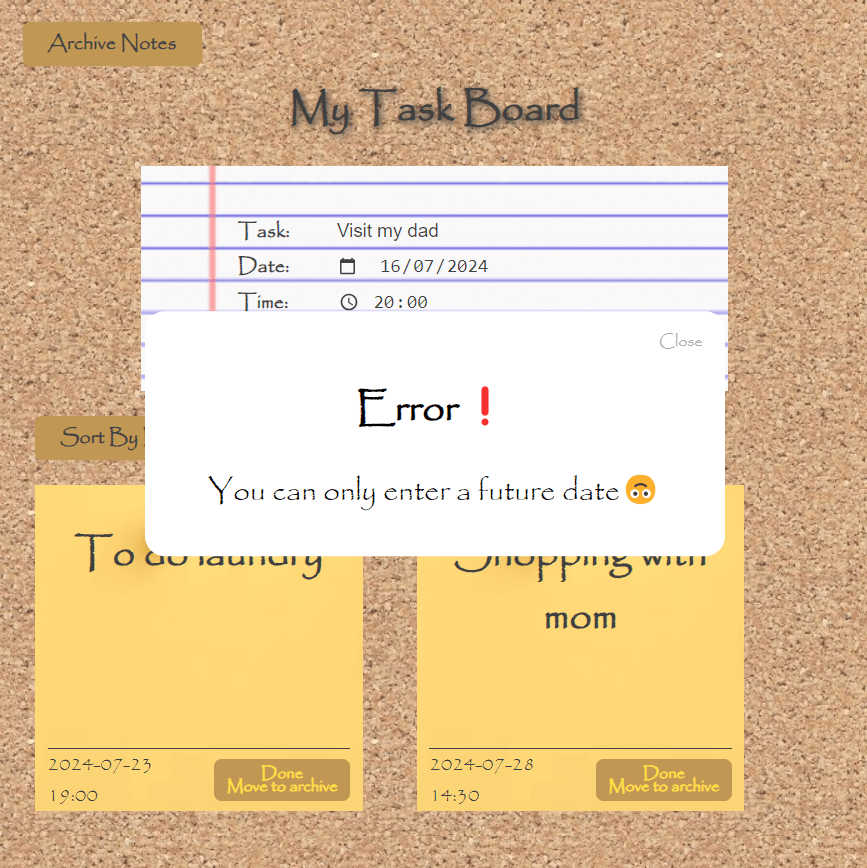 Archive Notes
My Task Board
Task: Visit my dad
Date: 16/07/2024
Time: 20:00
Close
Error❗
You can only enter a future date 🙃
Sort By
To do laundry
Shopping with
mom
2024-07-23
19:00
Done
Move to archive
2024-07-28
14:30
Done
Move to archive